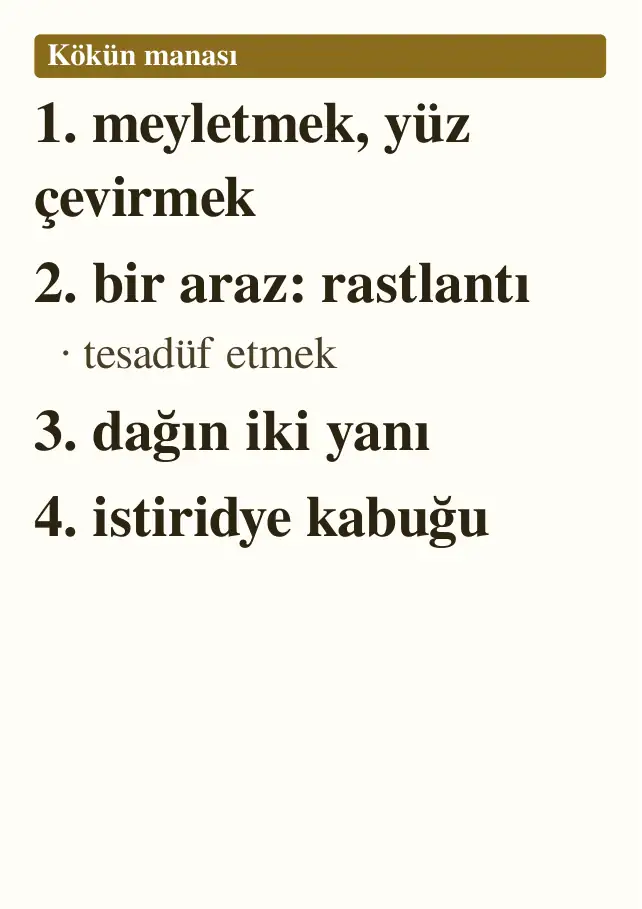 Kökün manası
1. meyletmek, yüz
çevirmek
2. bir araz: rastlantı
· tesadüf etmek
3. dağın iki yanı
4. istiridye kabuğu